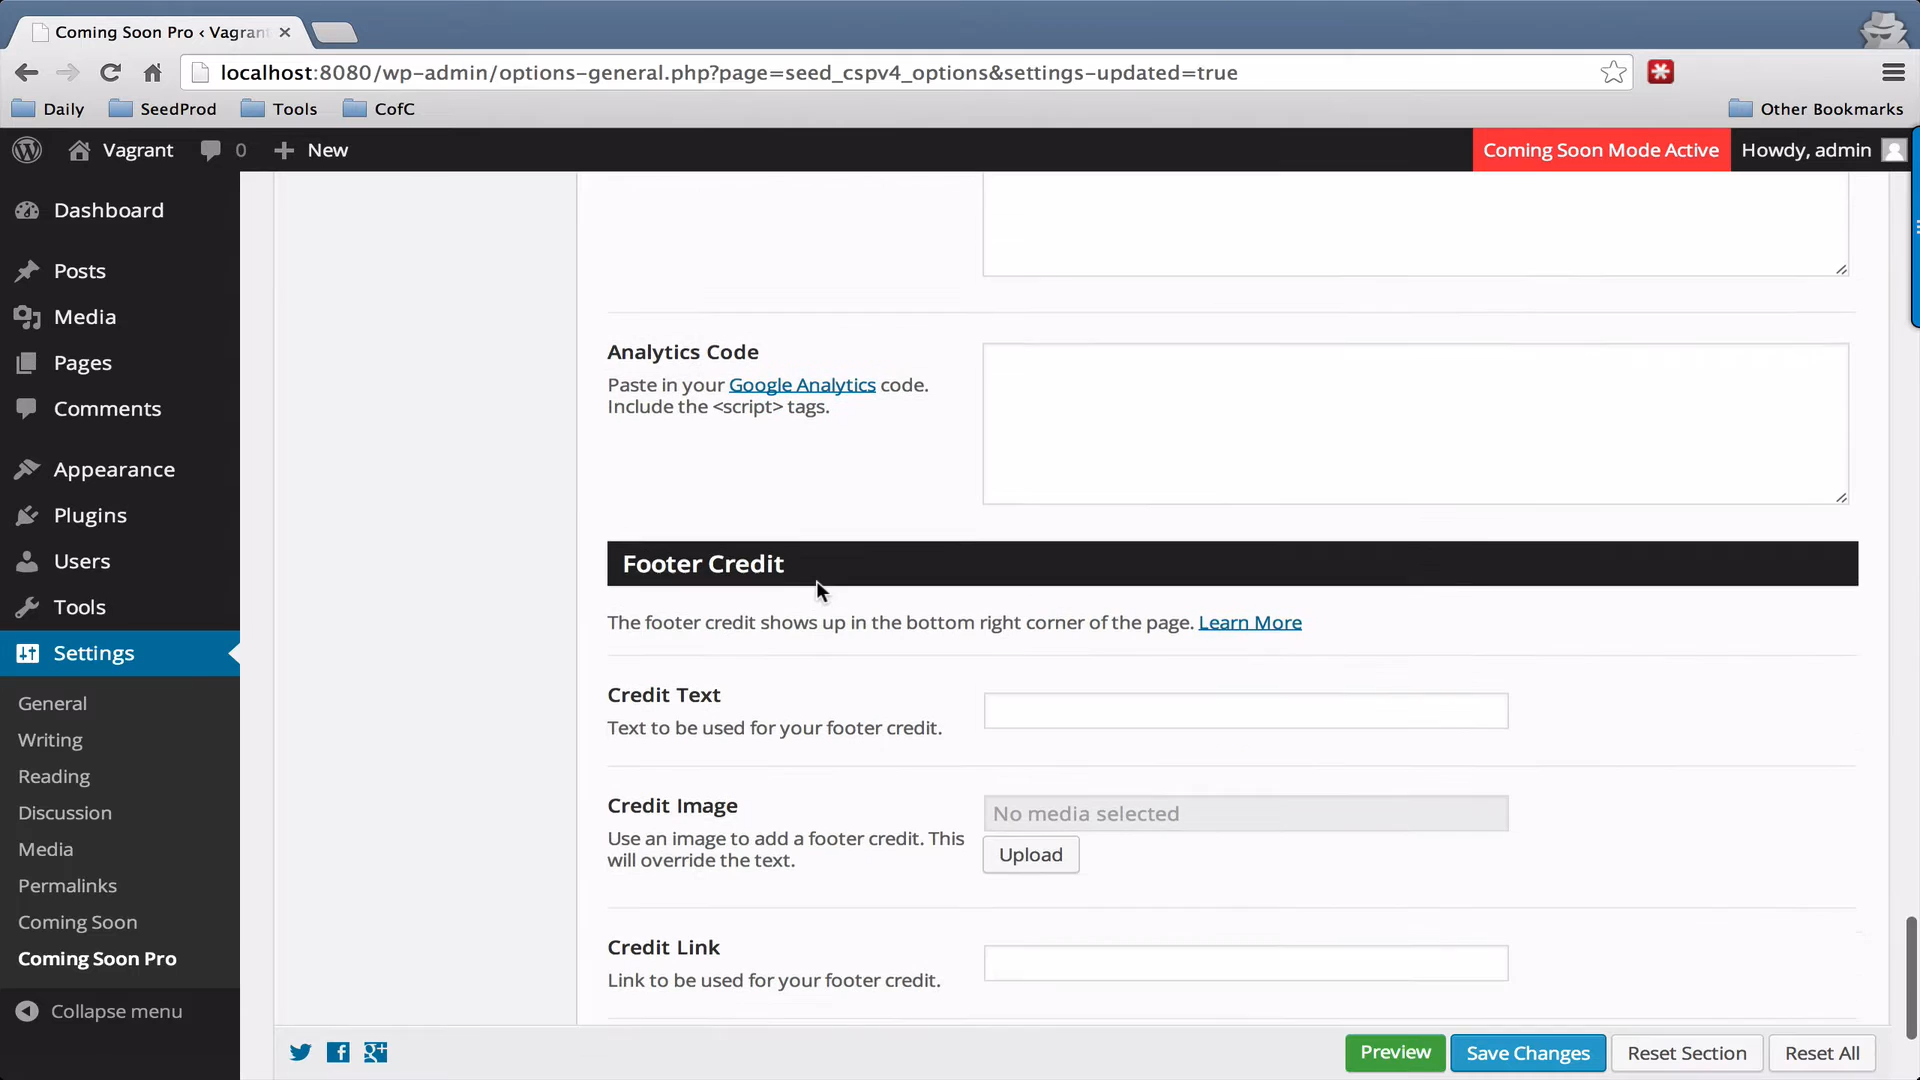 Coming Soon Pro ‹ Vagrant
localhost:8080/wp-admin/options-general.php?page=seed_cspv4_options&settings-updated=true
Daily
SeedProd
Tools
CofC
Other Bookmarks
Vagrant
0
New
Coming Soon Mode Active
Howdy, admin
Dashboard
Posts
Media
Pages
Comments
Appearance
Plugins
Users
Tools
Settings
General
Writing
Reading
Discussion
Media
Permalinks
Coming Soon
Coming Soon Pro
Collapse menu
Analytics Code
Paste in your Google Analytics code.
Include the <script> tags.
Footer Credit
The footer credit shows up in the bottom right corner of the page. Learn More
Credit Text
Text to be used for your footer credit.
Credit Image
Use an image to add a footer credit. This
will override the text.
No media selected
Upload
Credit Link
Link to be used for your footer credit.
Preview
Save Changes
Reset Section
Reset All